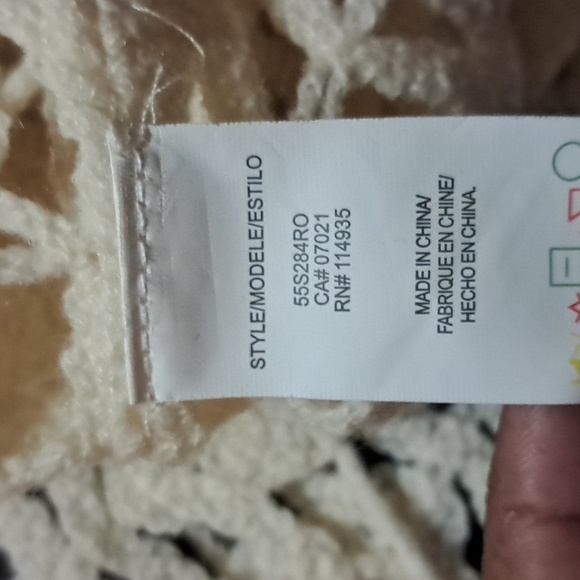 STYLE/MODELE/ESTILO
55S284RO
CA# 07021
RN# 114935
MADE IN CHINA/
FABRIQUE EN CHINE/
HECHO EN CHINA.